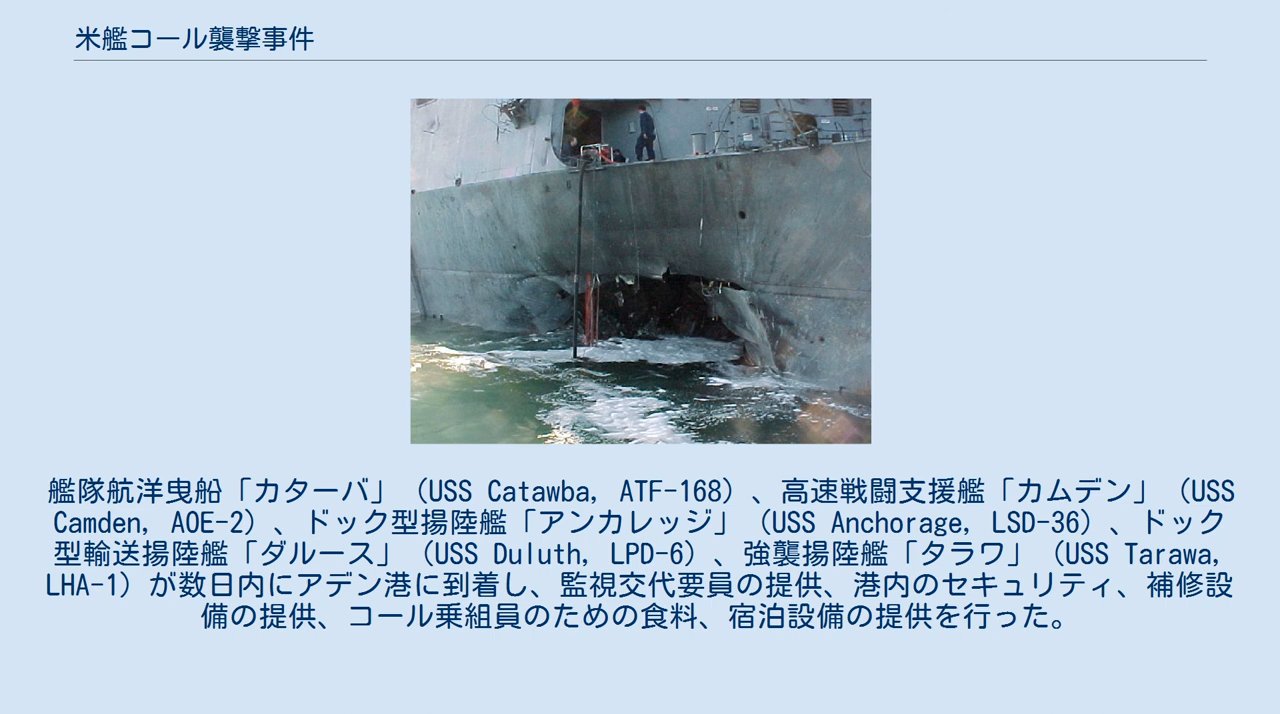 米艦コール襲撃事件
艦隊航洋曳船「カターバ」（USS Catawba, ATF-168）、高速戦闘支援艦「カムデン」（USS
Camden, AOE-2）、ドック型揚陸艦「アンカレッジ」（USS Anchorage, LSD-36）、ドック
型輸送揚陸艦「ダルース」（USS Duluth, LPD-6）、強襲揚陸艦「タラワ」（USS Tarawa,
LHA-1）が数日内にアデン港に到着し、監視交代要員の提供、港内のセキュリティ、補修設
備の提供、コール乗組員のための食料、宿泊設備の提供を行った。